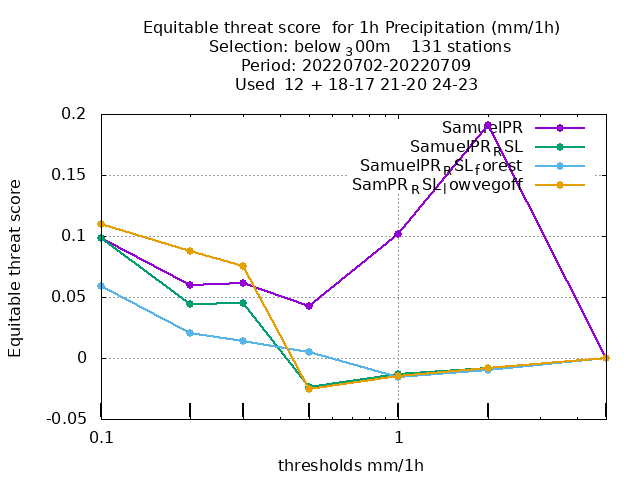 Equitable threat score  for 1h Precipitation (mm/1h)
Selection: below ₃00m    131 stations
Period: 20220702-20220709
Used  12 + 18-17 21-20 24-23
0.2
0.15
0.1
0.05
0
-0.05
Equitable threat score
SamuelPR
SamuelPR_RSL
SamuelPR_RSL_forest
SamPR_RSL_lowvegoff
0.1
1
thresholds mm/1h